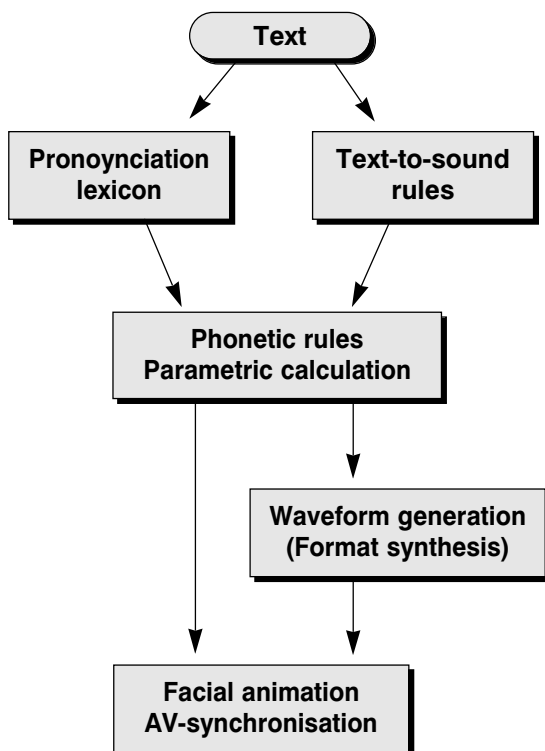 Text
Pronoynciation
lexicon
Text-to-sound
rules
Phonetic rules
Parametric calculation
Waveform generation
(Format synthesis)
Facial animation
AV-synchronisation